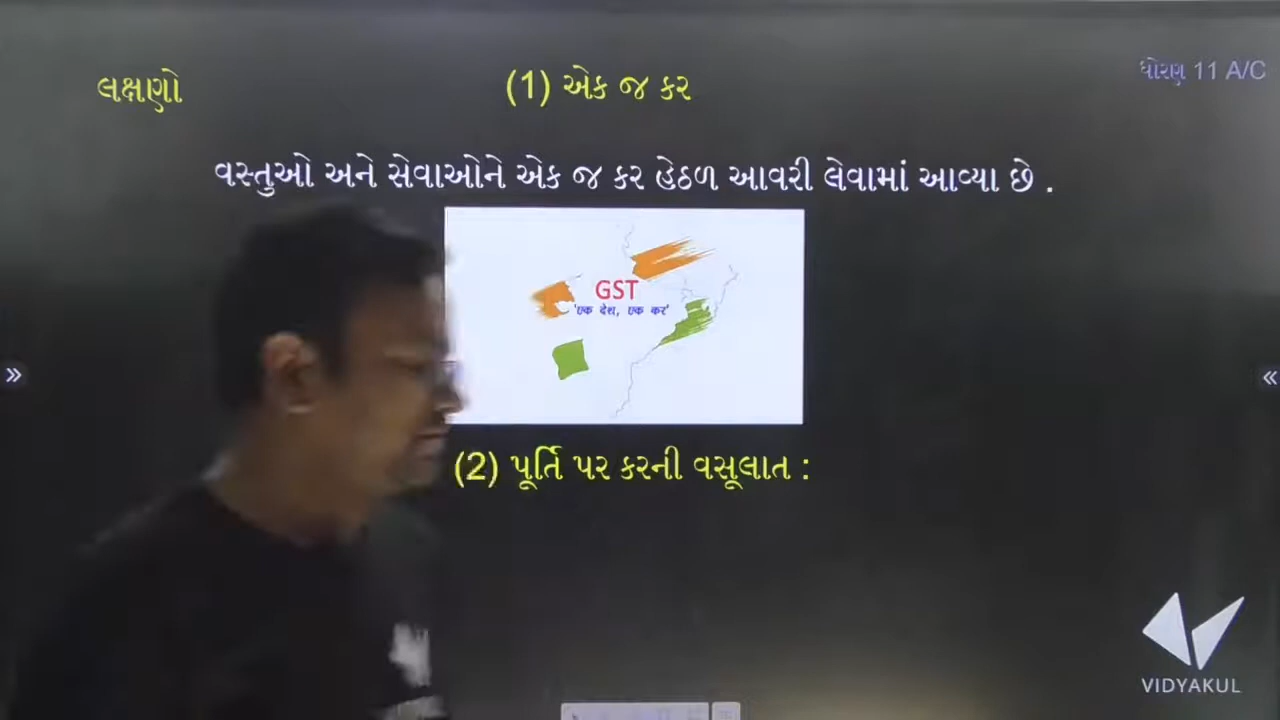 લક્ષણો
(1) એક જ કર
ધોરણ 11 A/C
વસ્તુઓ અને સેવાઓને એક જ કર હેઠળ આવરી લેવામાં આવ્યા છે .
GST
'एक देश, एक कर'
(2) પૂર્તિ પર કરની વસૂલાત :
VIDYAKUL